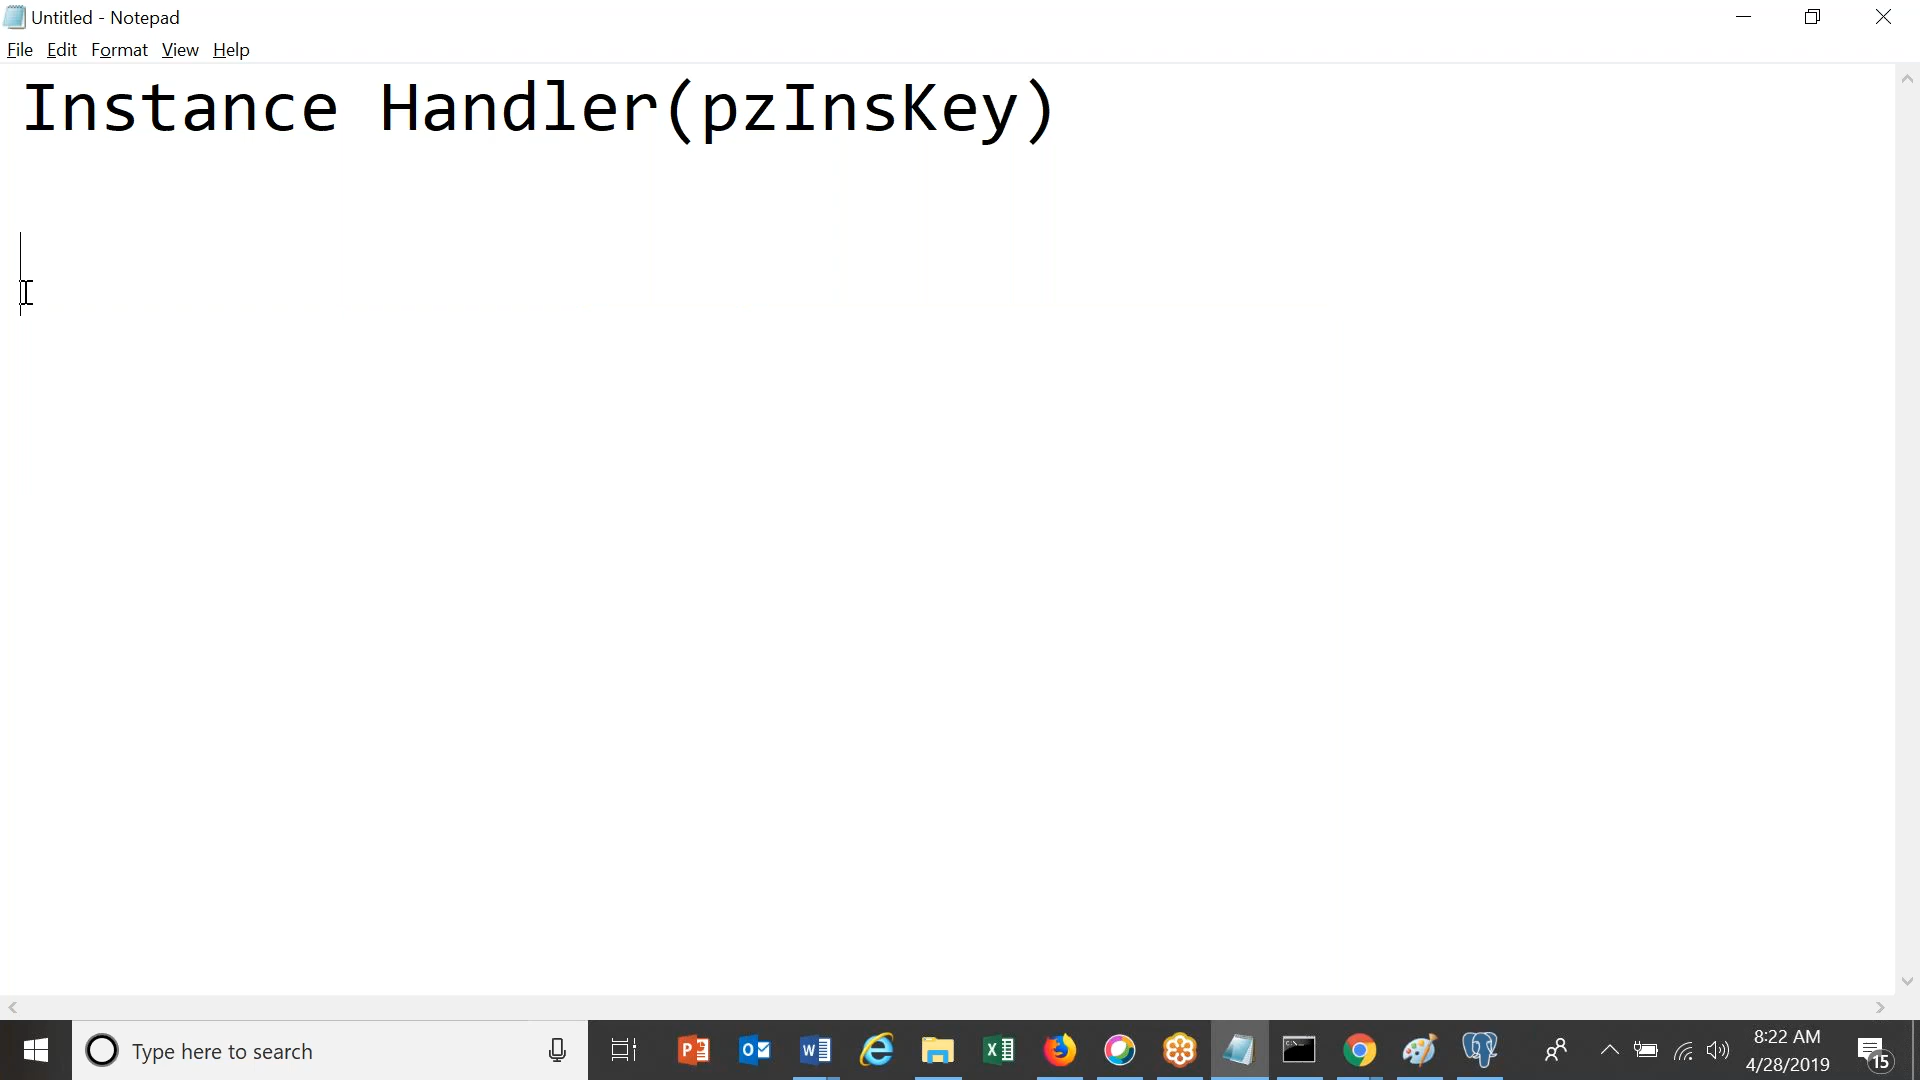 Untitled - Notepad
File Edit Format View Help
Instance Handler(pzInsKey)
Type here to search
8:22 AM
4/28/2019
15